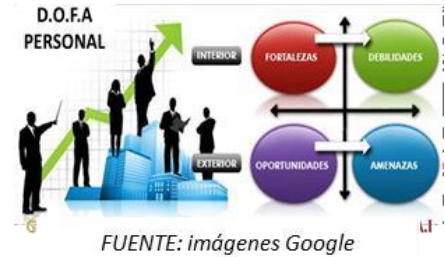 D.O.F.A
PERSONAL
INTERIOR
FORTALEZAS
DEBILIDADES
EXTERIOR
OPORTUNIDADES
AMENAZAS
FUENTE: imágenes Google